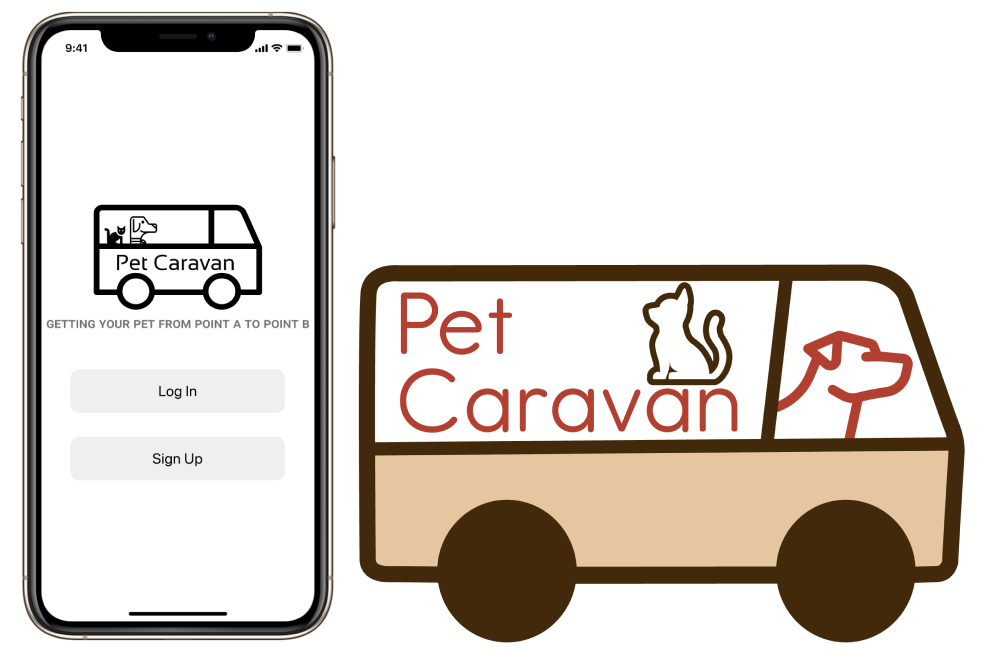 9:41
Pet Caravan
GETTING YOUR PET FROM POINT A TO POINT B
Log In
Sign Up
Pet
Caravan